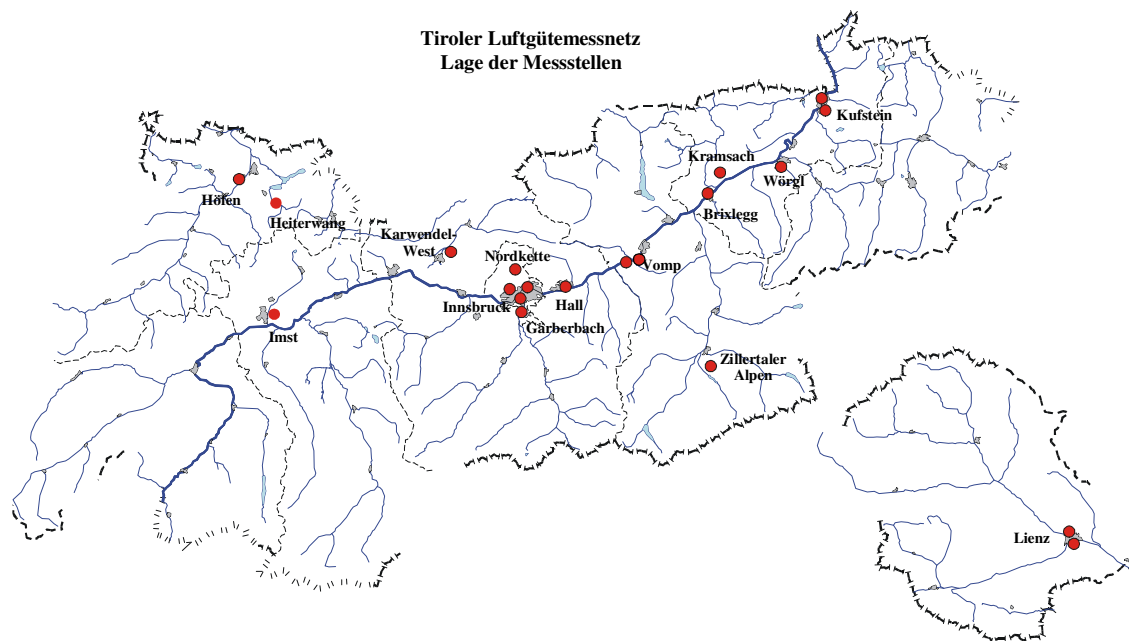 Tiroler Luftgütemessnetz
Lage der Messstellen
Kufstein
Kramsach
Wörgl
Höfen
Brixlegg
Heiterwang
Karwendel-
West
Nordkette
Vomp
Innsbruck
Hall
Gärberbach
Imst
Zillertaler
Alpen
Lienz